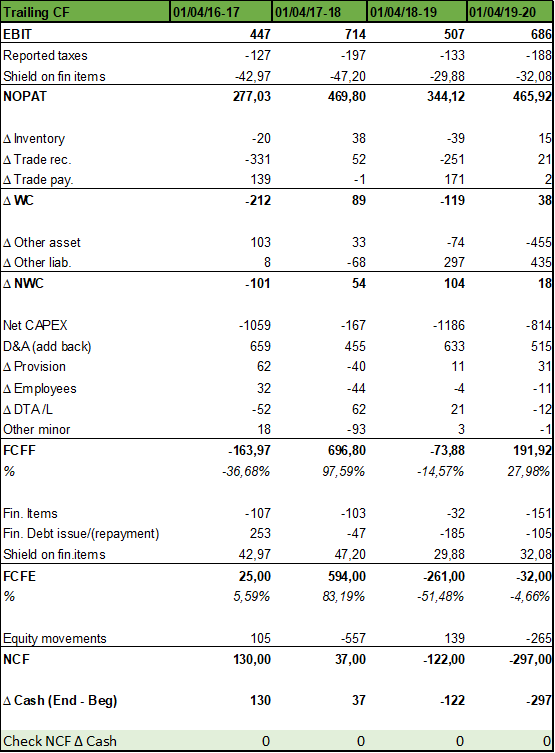 Trailing CF 01/04/16-17 01/04/17-18 01/04/18-19 01/04/19-20
EBIT 447 714 507 686
Reported taxes -127 -197 -133 -188
Shield on fin items -42,97 -47,20 -29,88 -32,08
NOPAT 277,03 469,80 344,12 465,92
Δ Inventory -20 38 -39 15
Δ Trade rec. -331 52 -251 21
Δ Trade pay. 139 -1 171 2
Δ WC -212 89 -119 38
Δ Other asset 103 33 -74 -455
Δ Other liab. 8 -68 297 435
Δ NWC -101 54 104 18
Net CAPEX -1059 -167 -1186 -814
D&A (add back) 659 455 633 515
Δ Provision 62 -40 11 31
Δ Employees 32 -44 -4 -11
Δ DTA /L -52 62 21 -12
Other minor 18 -93 3 -1
FCFF -163,97 696,80 -73,88 191,92
% -36,68% 97,59% -14,57% 27,98%
Fin. Items -107 -103 -32 -151
Fin. Debt issue/(repayment) 253 -47 -185 -105
Shield on fin.items 42,97 47,20 29,88 32,08
FCFE 25,00 594,00 -261,00 -32,00
% 5,59% 83,19% -51,48% -4,66%
Equity movements 105 -557 139 -265
NCF 130,00 37,00 -122,00 -297,00
Δ Cash (End - Beg) 130 37 -122 -297
Check NCF Δ Cash 0 0 0 0